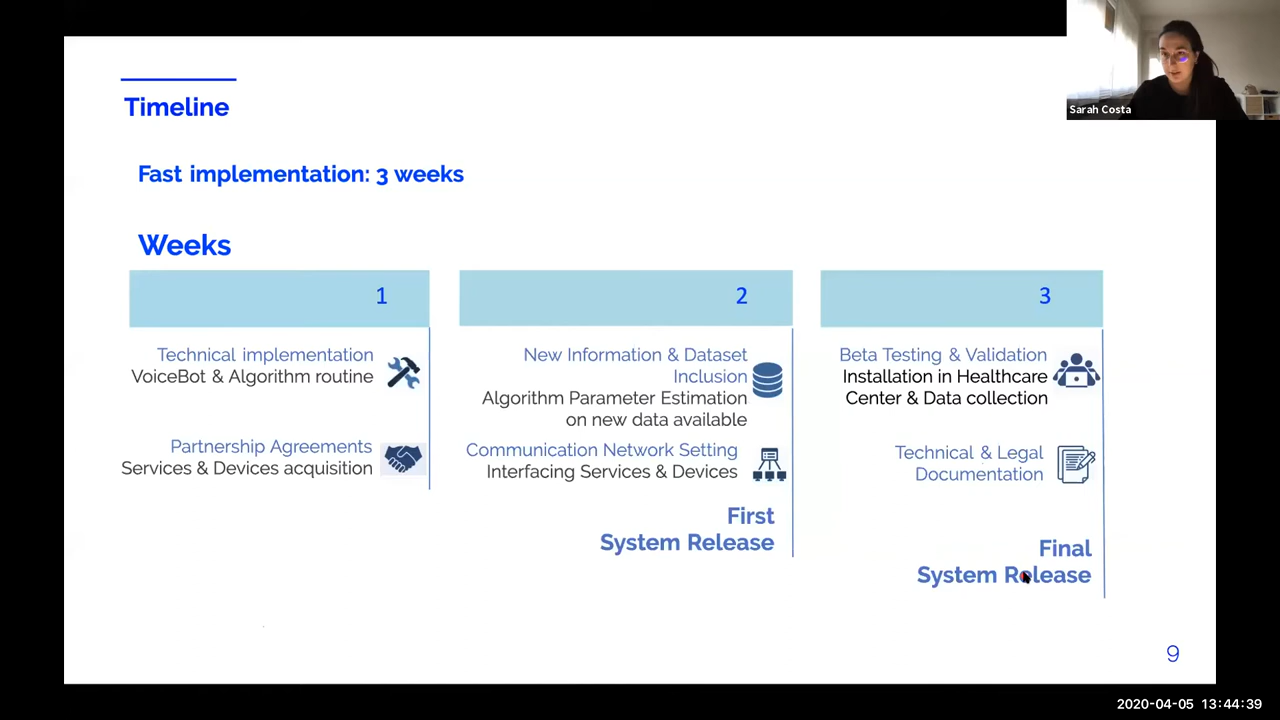 Sarah Costa
Timeline
Fast implementation: 3 weeks
Weeks
1
Technical implementation
VoiceBot & Algorithm routine
Partnership Agreements
Services & Devices acquisition
2
New Information & Dataset
Inclusion
Algorithm Parameter Estimation
on new data available
Communication Network Setting
Interfacing Services & Devices
First
System Release
3
Beta Testing & Validation
Installation in Healthcare
Center & Data collection
Technical & Legal
Documentation
Final
System Release
9
2020-04-05 13:44:39